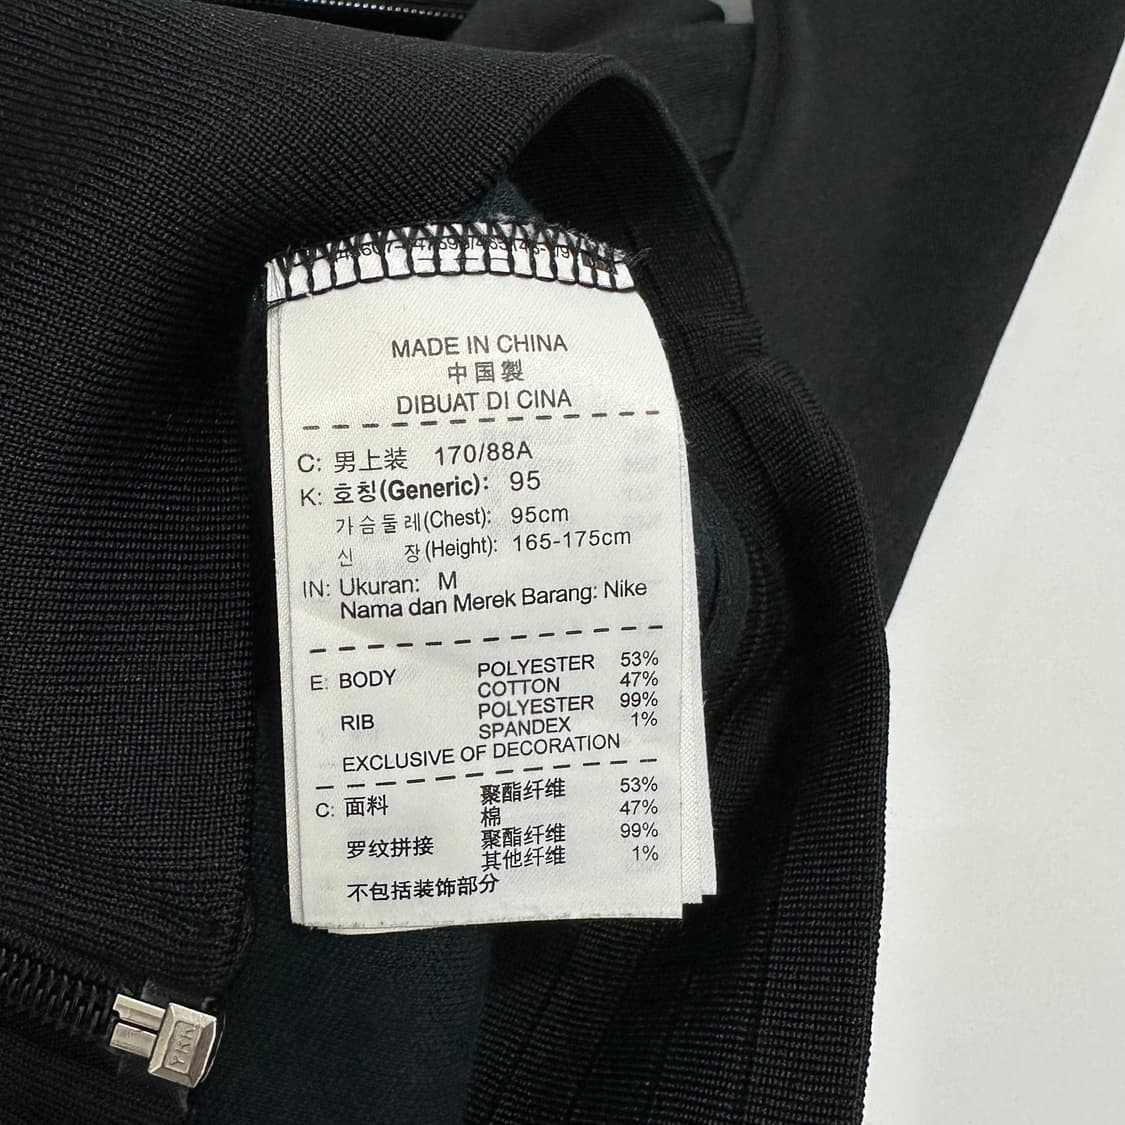 MADE IN CHINA
中国製
DIBUAT DI CINA
C: 男上装 170/88A
K: 호칭(Generic): 95
가슴둘레(Chest): 95cm
신 장(Height): 165-175cm
IN: Ukuran: M
Nama dan Merek Barang: Nike
E: BODY POLYESTER 53%
COTTON 47%
RIB POLYESTER 99%
SPANDEX 1%
EXCLUSIVE OF DECORATION
C: 面料 聚酯纤维 53%
棉 47%
罗纹拼接 聚酯纤维 99%
其他纤维 1%
不包括装饰部分
YKK